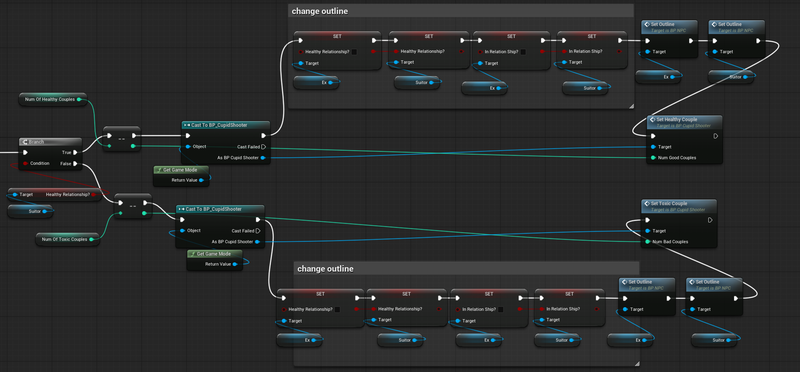 change outline
SET
SET
SET
SET
Healthy Relationship?
Healthy Relationship?
In Relation Ship?
In Relation Ship?
Target
Target
Target
Target
Ex
Suitor
Ex
Suitor
Set Outline
Target is BP NPC
Set Outline
Target is BP NPC
Target
Target
Ex
Suitor
Num Of Healthy Couples
Branch
True
Condition
False
--
Cast To BP_CupidShooter
Cast Failed
Object
As BP Cupid Shooter
Get Game Mode
Return Value
Set Healthy Couple
Target is BP Cupid Shooter
Target
Num Good Couples
Target
Healthy Relationship?
Suitor
Num Of Toxic Couples
--
Cast To BP_CupidShooter
Object
Cast Failed
As BP Cupid Shooter
Get Game Mode
Return Value
Set Toxic Couple
Target is BP Cupid Shooter
Target
Num Bad Couples
change outline
SET
SET
SET
SET
Healthy Relationship?
Healthy Relationship?
In Relation Ship?
In Relation Ship?
Target
Target
Target
Target
Ex
Suitor
Ex
Suitor
Set Outline
Target is BP NPC
Set Outline
Target is BP NPC
Target
Target
Ex
Suitor